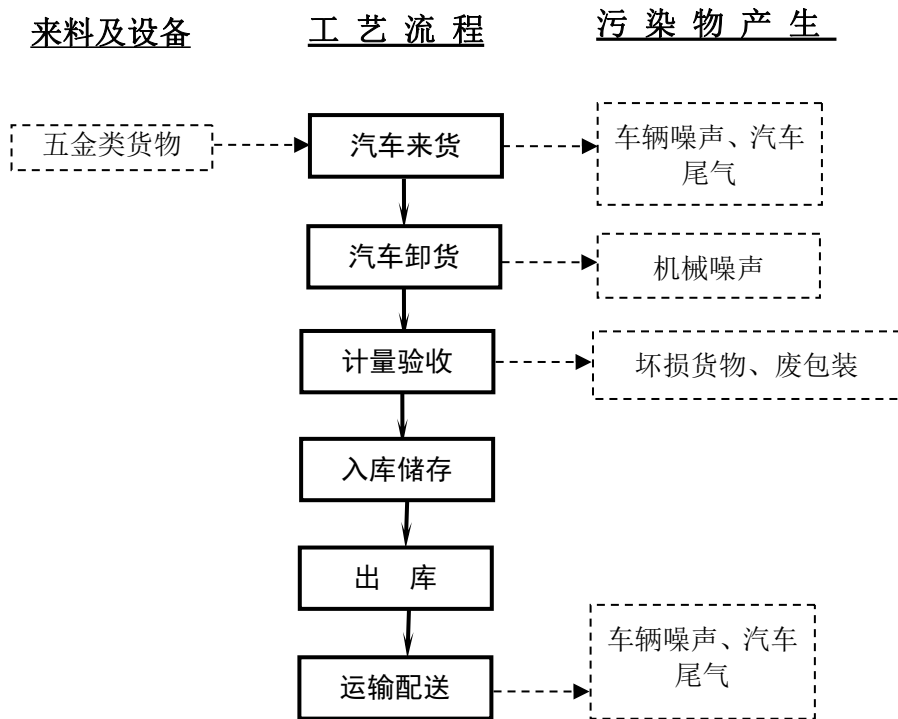 来料及设备
工 艺 流 程
污 染 物 产 生
五金类货物
汽车来货
车辆噪声、汽车
尾气
汽车卸货
机械噪声
计量验收
坏损货物、废包装
入库储存
出 库
运输配送
车辆噪声、汽车
尾气